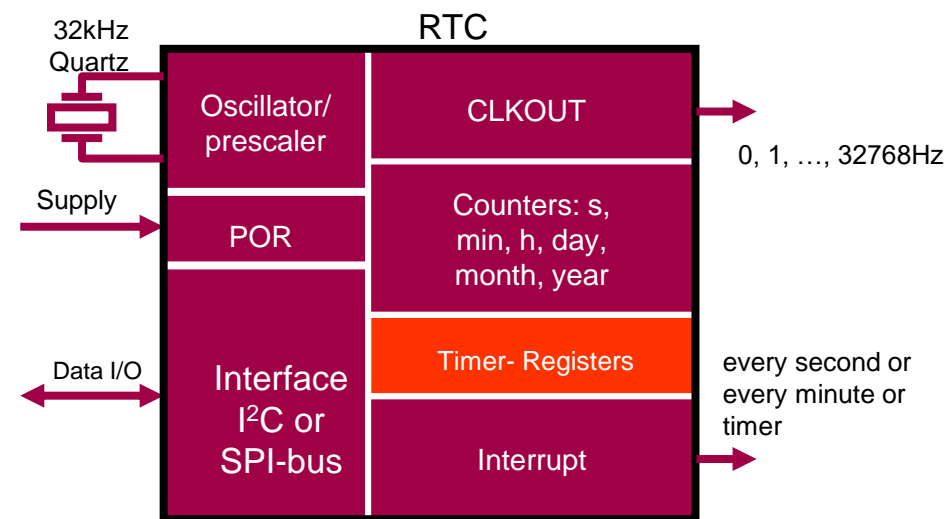 RTC
32kHz
Quartz
Oscillator/
prescaler
CLKOUT
0, 1, …, 32768Hz
Supply
POR
Counters: s,
min, h, day,
month, year
Timer- Registers
Data I/O
Interface
I²C or
SPI-bus
every second or
every minute or
timer
Interrupt